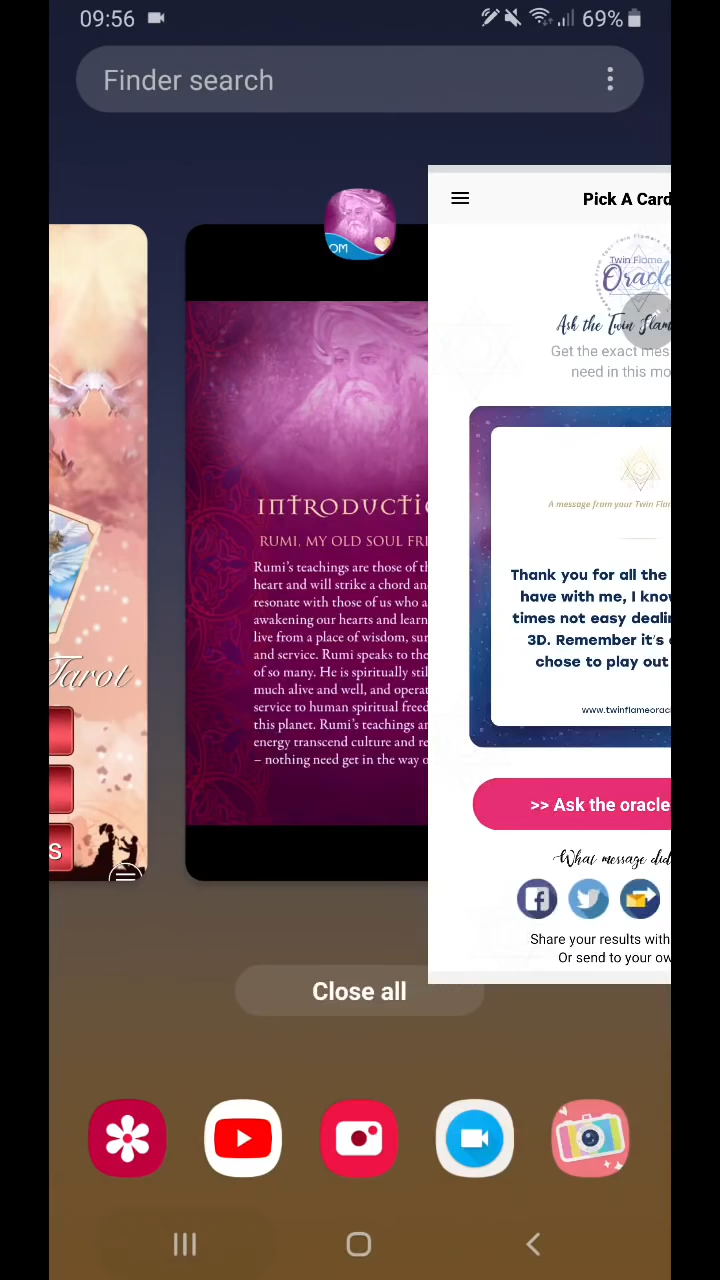 09:56
69%
Finder search
Pick A Card
Twin Flame
Oracle
Ask the Twin Flam
Get the exact mes
need in this mo
OM
INTRODUCTI
RUMI, MY OLD SOUL FRI
Rumi's teachings are those of th
heart and will strike a chord and
resonate with those of us who a
awakening our hearts and learn
live from a place of wisdom, sur
and service. Rumi speaks to the
of so many. He is spiritually stil
much alive and well, and operat
service to human spiritual freed
this planet. Rumi's teachings an
energy transcend culture and re
– nothing need get in the way o
A message from your Twin Flam
Thank you for all the
have with me, I know
times not easy dealin
3D. Remember it's
chose to play out
www.twinflameorac
Tarot
S
>> Ask the oracle
What message did
Share your results with
Or send to your ow
Close all